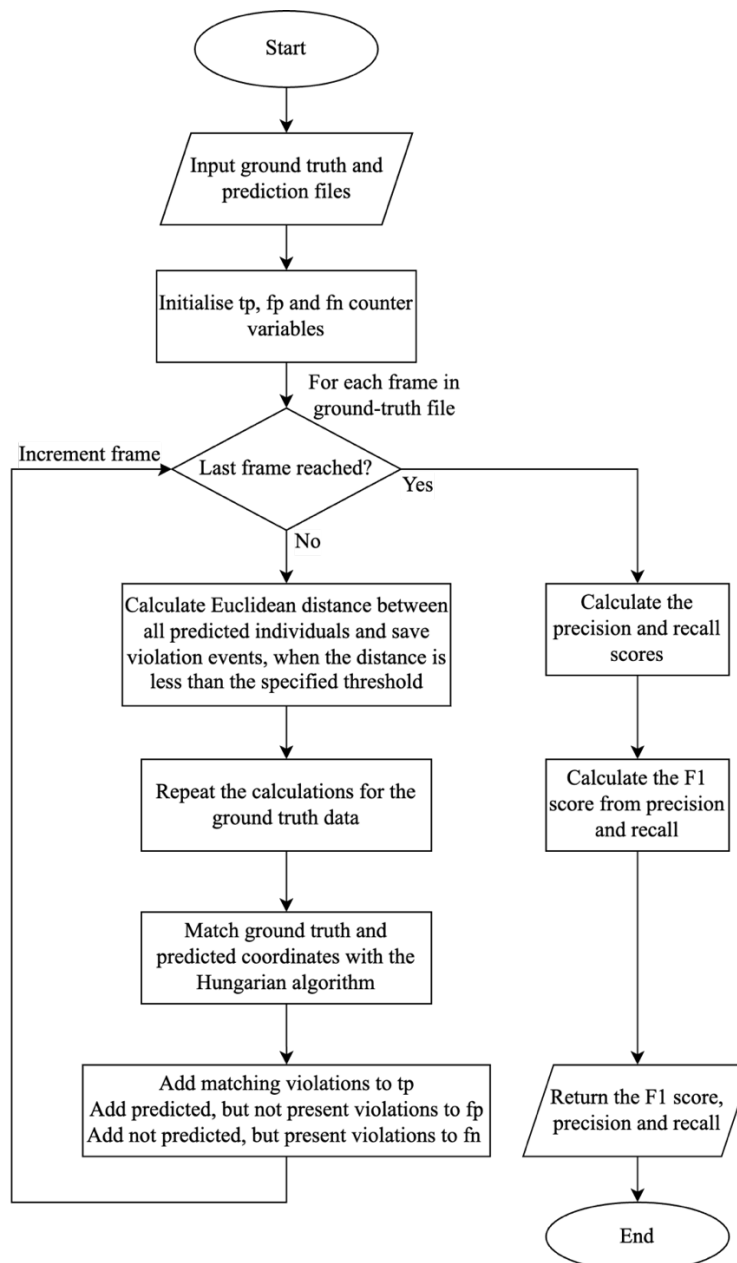 Start
Input ground truth and
prediction files
Initialise tp, fp and fn counter
variables
For each frame in
ground-truth file
Increment frame
Last frame reached?
Yes
No
Calculate Euclidean distance between
all predicted individuals and save
violation events, when the distance is
less than the specified threshold
Calculate the
precision and recall
scores
Repeat the calculations for the
ground truth data
Calculate the F1
score from precision
and recall
Match ground truth and
predicted coordinates with the
Hungarian algorithm
Add matching violations to tp
Add predicted, but not present violations to fp
Add not predicted, but present violations to fn
Return the F1 score,
precision and recall
End